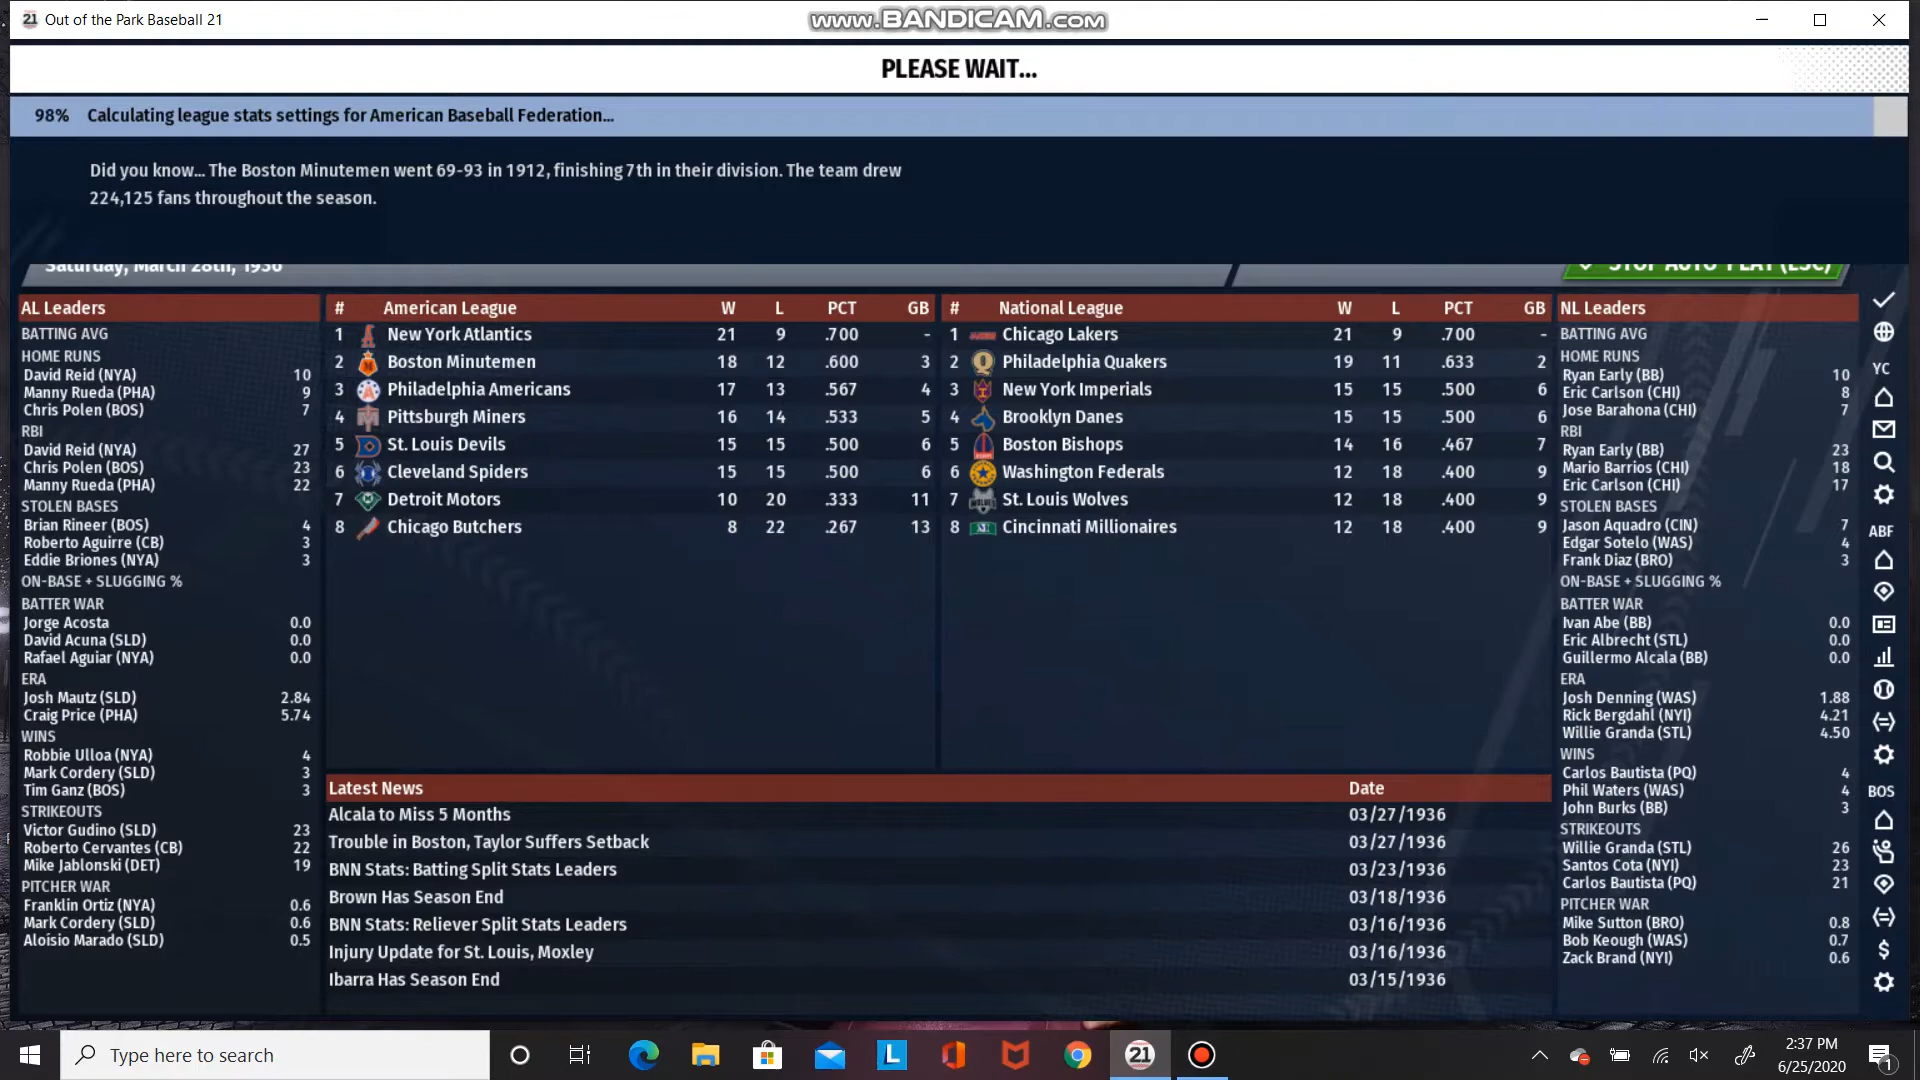 Out of the Park Baseball 21
www.BANDICAM.com
PLEASE WAIT...
98% Calculating league stats settings for American Baseball Federation...
Did you know... The Boston Minutemen went 69-93 in 1912, finishing 7th in their division. The team drew
224,125 fans throughout the season.
Saturday, March 28th, 1936
STOP AUTO-PLAY (ESC)
AL Leaders
BATTING AVG
HOME RUNS
David Reid (NYA) 10
Manny Rueda (PHA) 9
Chris Polen (BOS) 7
RBI
David Reid (NYA) 27
Chris Polen (BOS) 23
Manny Rueda (PHA) 22
STOLEN BASES
Brian Rineer (BOS) 4
Roberto Aguirre (CB) 3
Eddie Briones (NYA) 3
ON-BASE + SLUGGING %
BATTER WAR
Jorge Acosta 0.0
David Acuna (SLD) 0.0
Rafael Aguiar (NYA) 0.0
ERA
Josh Mautz (SLD) 2.84
Craig Price (PHA) 5.74
WINS
Robbie Ulloa (NYA) 4
Mark Cordery (SLD) 3
Tim Ganz (BOS) 3
STRIKEOUTS
Victor Gudino (SLD) 23
Roberto Cervantes (CB) 22
Mike Jablonski (DET) 19
PITCHER WAR
Franklin Ortiz (NYA) 0.6
Mark Cordery (SLD) 0.6
Aloisio Marado (SLD) 0.5
# American League W L PCT GB
1 New York Atlantics 21 9 .700 -
2 Boston Minutemen 18 12 .600 3
3 Philadelphia Americans 17 13 .567 4
4 Pittsburgh Miners 16 14 .533 5
5 St. Louis Devils 15 15 .500 6
6 Cleveland Spiders 15 15 .500 6
7 Detroit Motors 10 20 .333 11
8 Chicago Butchers 8 22 .267 13
# National League W L PCT GB
1 Chicago Lakers 21 9 .700 -
2 Philadelphia Quakers 19 11 .633 2
3 New York Imperials 15 15 .500 6
4 Brooklyn Danes 15 15 .500 6
5 Boston Bishops 14 16 .467 7
6 Washington Federals 12 18 .400 9
7 St. Louis Wolves 12 18 .400 9
8 Cincinnati Millionaires 12 18 .400 9
Latest News Date
Alcala to Miss 5 Months 03/27/1936
Trouble in Boston, Taylor Suffers Setback 03/27/1936
BNN Stats: Batting Split Stats Leaders 03/23/1936
Brown Has Season End 03/18/1936
BNN Stats: Reliever Split Stats Leaders 03/16/1936
Injury Update for St. Louis, Moxley 03/16/1936
Ibarra Has Season End 03/15/1936
NL Leaders
BATTING AVG
HOME RUNS
Ryan Early (BB) 10
Eric Carlson (CHI) 8
Jose Barahona (CHI) 7
RBI
Ryan Early (BB) 23
Mario Barrios (CHI) 18
Eric Carlson (CHI) 17
STOLEN BASES
Jason Aquadro (CIN) 7
Edgar Sotelo (WAS) 4
Frank Diaz (BRO) 3
ON-BASE + SLUGGING %
BATTER WAR
Ivan Abe (BB) 0.0
Eric Albrecht (STL) 0.0
Guillermo Alcala (BB) 0.0
ERA
Josh Denning (WAS) 1.88
Rick Bergdahl (NYI) 4.21
Willie Granda (STL) 4.50
WINS
Carlos Bautista (PQ) 4
Phil Waters (WAS) 4
John Burks (BB) 3
STRIKEOUTS
Willie Granda (STL) 26
Santos Cota (NYI) 23
Carlos Bautista (PQ) 21
PITCHER WAR
Mike Sutton (BRO) 0.8
Bob Keough (WAS) 0.7
Zack Brand (NYI) 0.6
YC
ABF
BOS
$
Type here to search
L
21
2:37 PM
6/25/2020
1